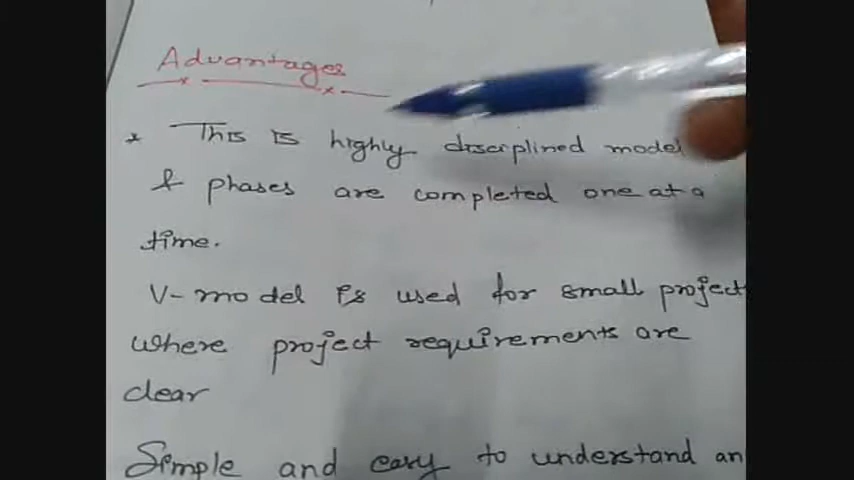 Advantages
* This is highly disciplined model
& phases are completed one at a
time.
V-model is used for small project
where project requirements are
clear
Simple and easy to understand an